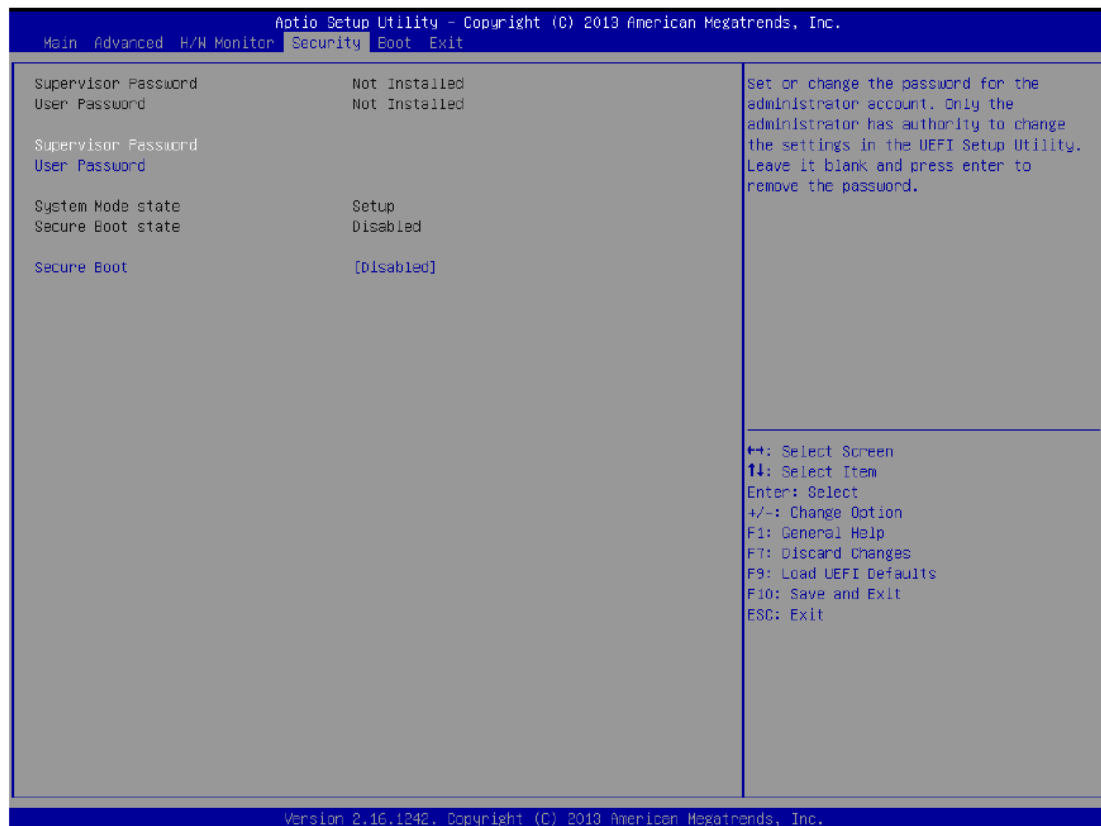 Aptio Setup Utility - Copyright (C) 2013 American Megatrends, Inc.
Main Advanced H/W Monitor Security Boot Exit
Supervisor Password Not Installed
User Password Not Installed
Supervisor Password
User Password
System Mode state Setup
Secure Boot state Disabled
Secure Boot [Disabled]
Set or change the password for the
administrator account. Only the
administrator has authority to change
the settings in the UEFI Setup Utility.
Leave it blank and press enter to
remove the password.
←→: Select Screen
↑↓: Select Item
Enter: Select
+/-: Change Option
F1: General Help
F7: Discard Changes
F9: Load UEFI Defaults
F10: Save and Exit
ESC: Exit
Version 2.16.1242. Copyright (C) 2013 American Megatrends, Inc.